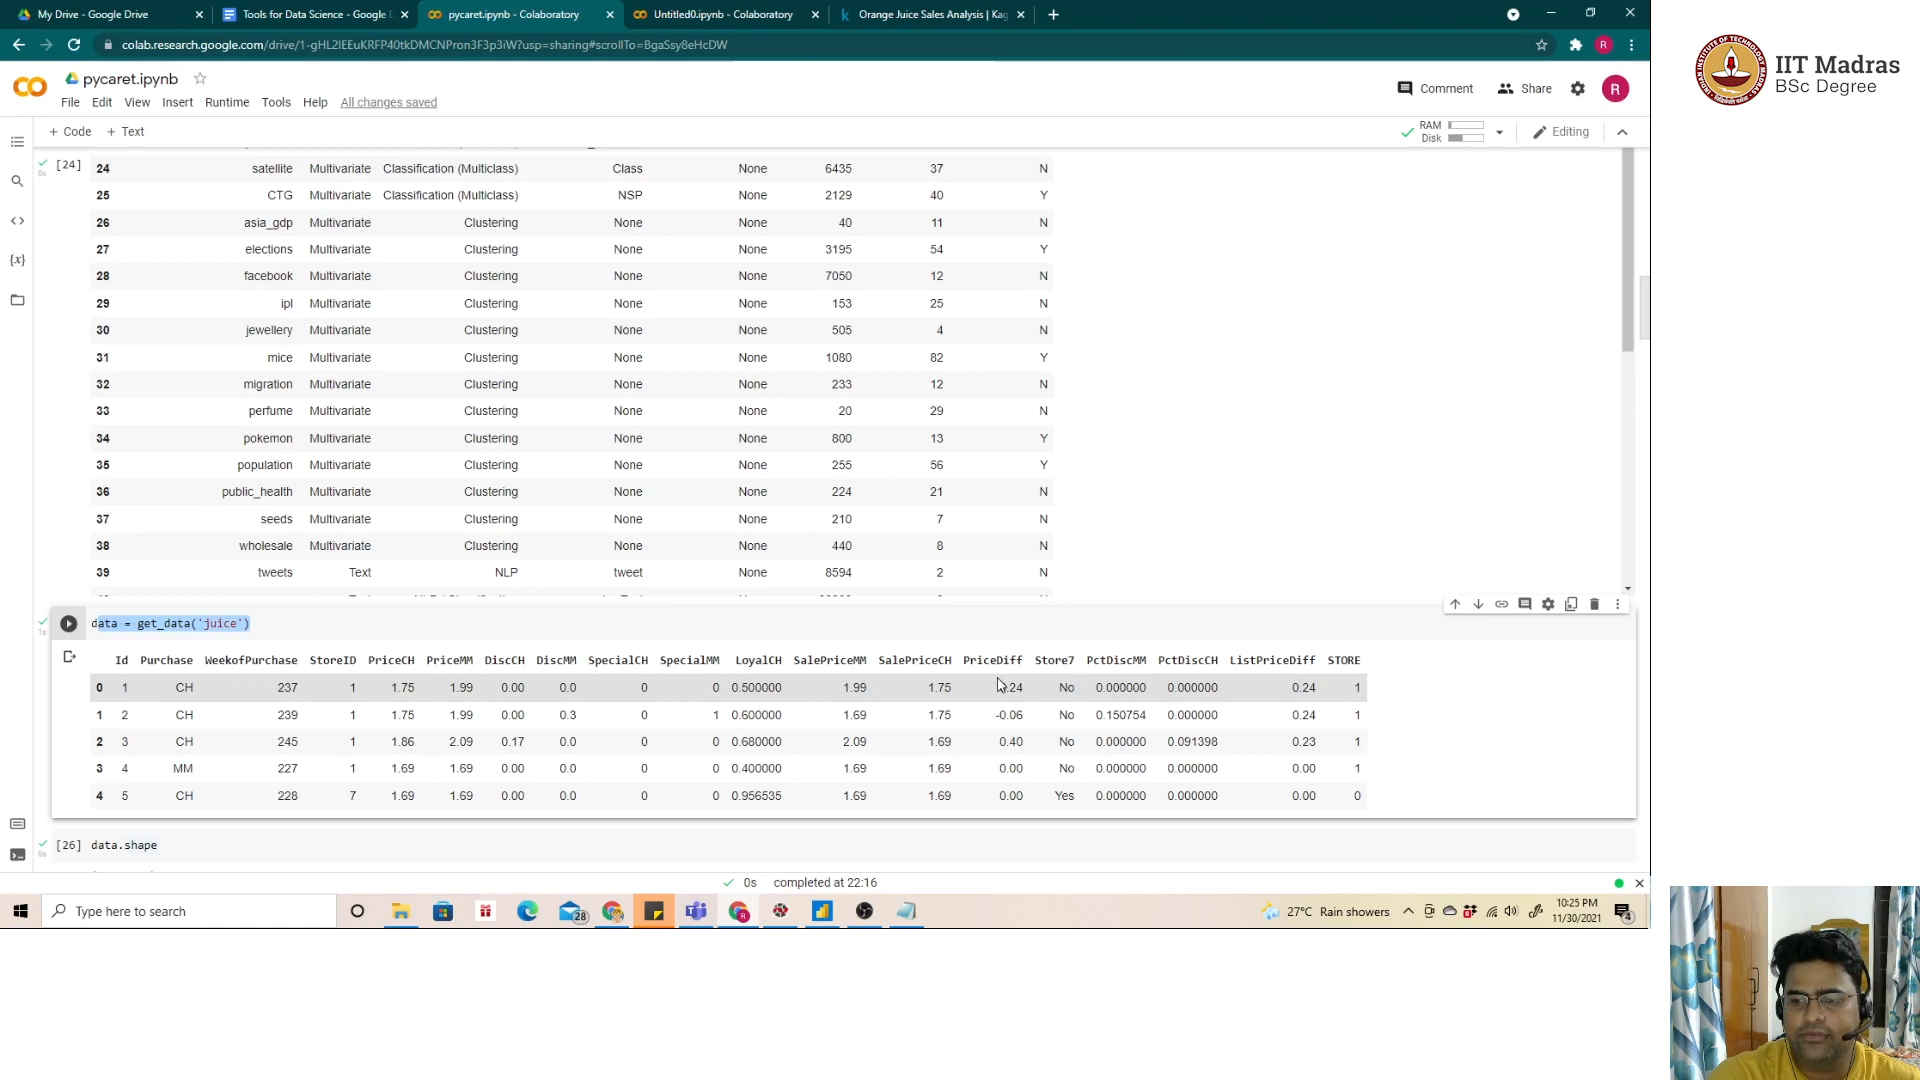 My Drive - Google Drive
Tools for Data Science - Google D
pycaret.ipynb - Colaboratory
Untitled0.ipynb - Colaboratory
Orange Juice Sales Analysis | Kag
colab.research.google.com/drive/1-gHL2IEEuKRFP40tkDMCNPron3F3p3iW?usp=sharing#scrollTo=BgaSsy8eHcDW
R
IIT Madras
BSc Degree
pycaret.ipynb
File Edit View Insert Runtime Tools Help All changes saved
Comment Share R
+ Code + Text
RAM
Disk
Editing
[24]
24 satellite Multivariate Classification (Multiclass) Class None 6435 37 N
25 CTG Multivariate Classification (Multiclass) NSP None 2129 40 Y
26 asia_gdp Multivariate Clustering None None 40 11 N
27 elections Multivariate Clustering None None 3195 54 Y
28 facebook Multivariate Clustering None None 7050 12 N
29 ipl Multivariate Clustering None None 153 25 N
30 jewellery Multivariate Clustering None None 505 4 N
31 mice Multivariate Clustering None None 1080 82 Y
32 migration Multivariate Clustering None None 233 12 N
33 perfume Multivariate Clustering None None 20 29 N
34 pokemon Multivariate Clustering None None 800 13 Y
35 population Multivariate Clustering None None 255 56 Y
36 public_health Multivariate Clustering None None 224 21 N
37 seeds Multivariate Clustering None None 210 7 N
38 wholesale Multivariate Clustering None None 440 8 N
39 tweets Text NLP tweet None 8594 2 N
data = get_data('juice')
Id Purchase WeekofPurchase StoreID PriceCH PriceMM DiscCH DiscMM SpecialCH SpecialMM LoyalCH SalePriceMM SalePriceCH PriceDiff Store7 PctDiscMM PctDiscCH ListPriceDiff STORE
0 1 CH 237 1 1.75 1.99 0.00 0.0 0 0 0.500000 1.99 1.75 .24 No 0.000000 0.000000 0.24 1
1 2 CH 239 1 1.75 1.99 0.00 0.3 0 1 0.600000 1.69 1.75 -0.06 No 0.150754 0.000000 0.24 1
2 3 CH 245 1 1.86 2.09 0.17 0.0 0 0 0.680000 2.09 1.69 0.40 No 0.000000 0.091398 0.23 1
3 4 MM 227 1 1.69 1.69 0.00 0.0 0 0 0.400000 1.69 1.69 0.00 No 0.000000 0.000000 0.00 1
4 5 CH 228 7 1.69 1.69 0.00 0.0 0 0 0.956535 1.69 1.69 0.00 Yes 0.000000 0.000000 0.00 0
[26] data.shape
0s completed at 22:16
Type here to search
28
27°C Rain showers
10:25 PM
11/30/2021
4